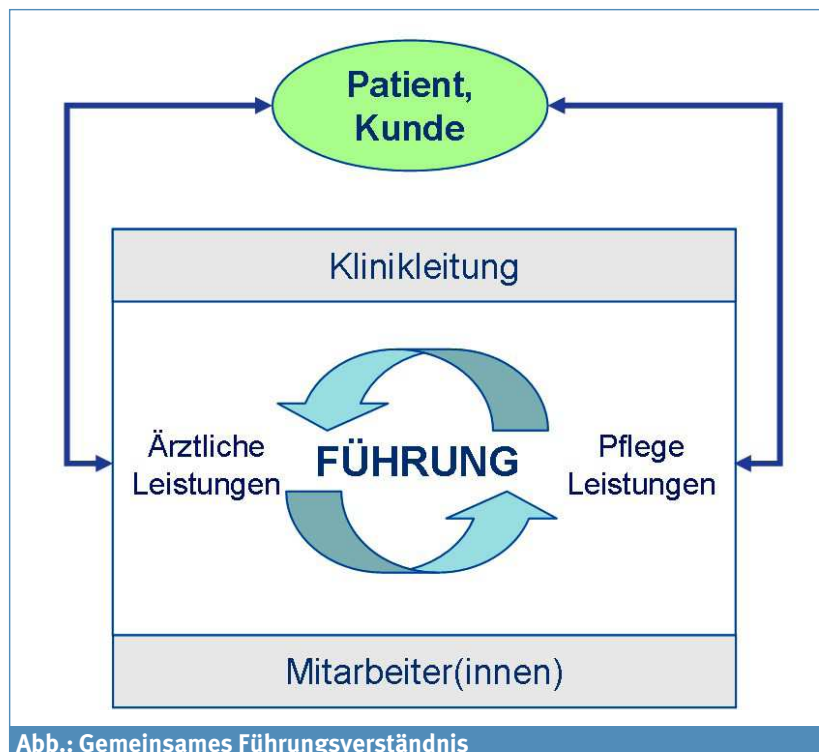 Patient,
Kunde
Klinikleitung
Ärztliche
Leistungen
FÜHRUNG
Pflege
Leistungen
Mitarbeiter(innen)
Abb.: Gemeinsames Führungsverständnis